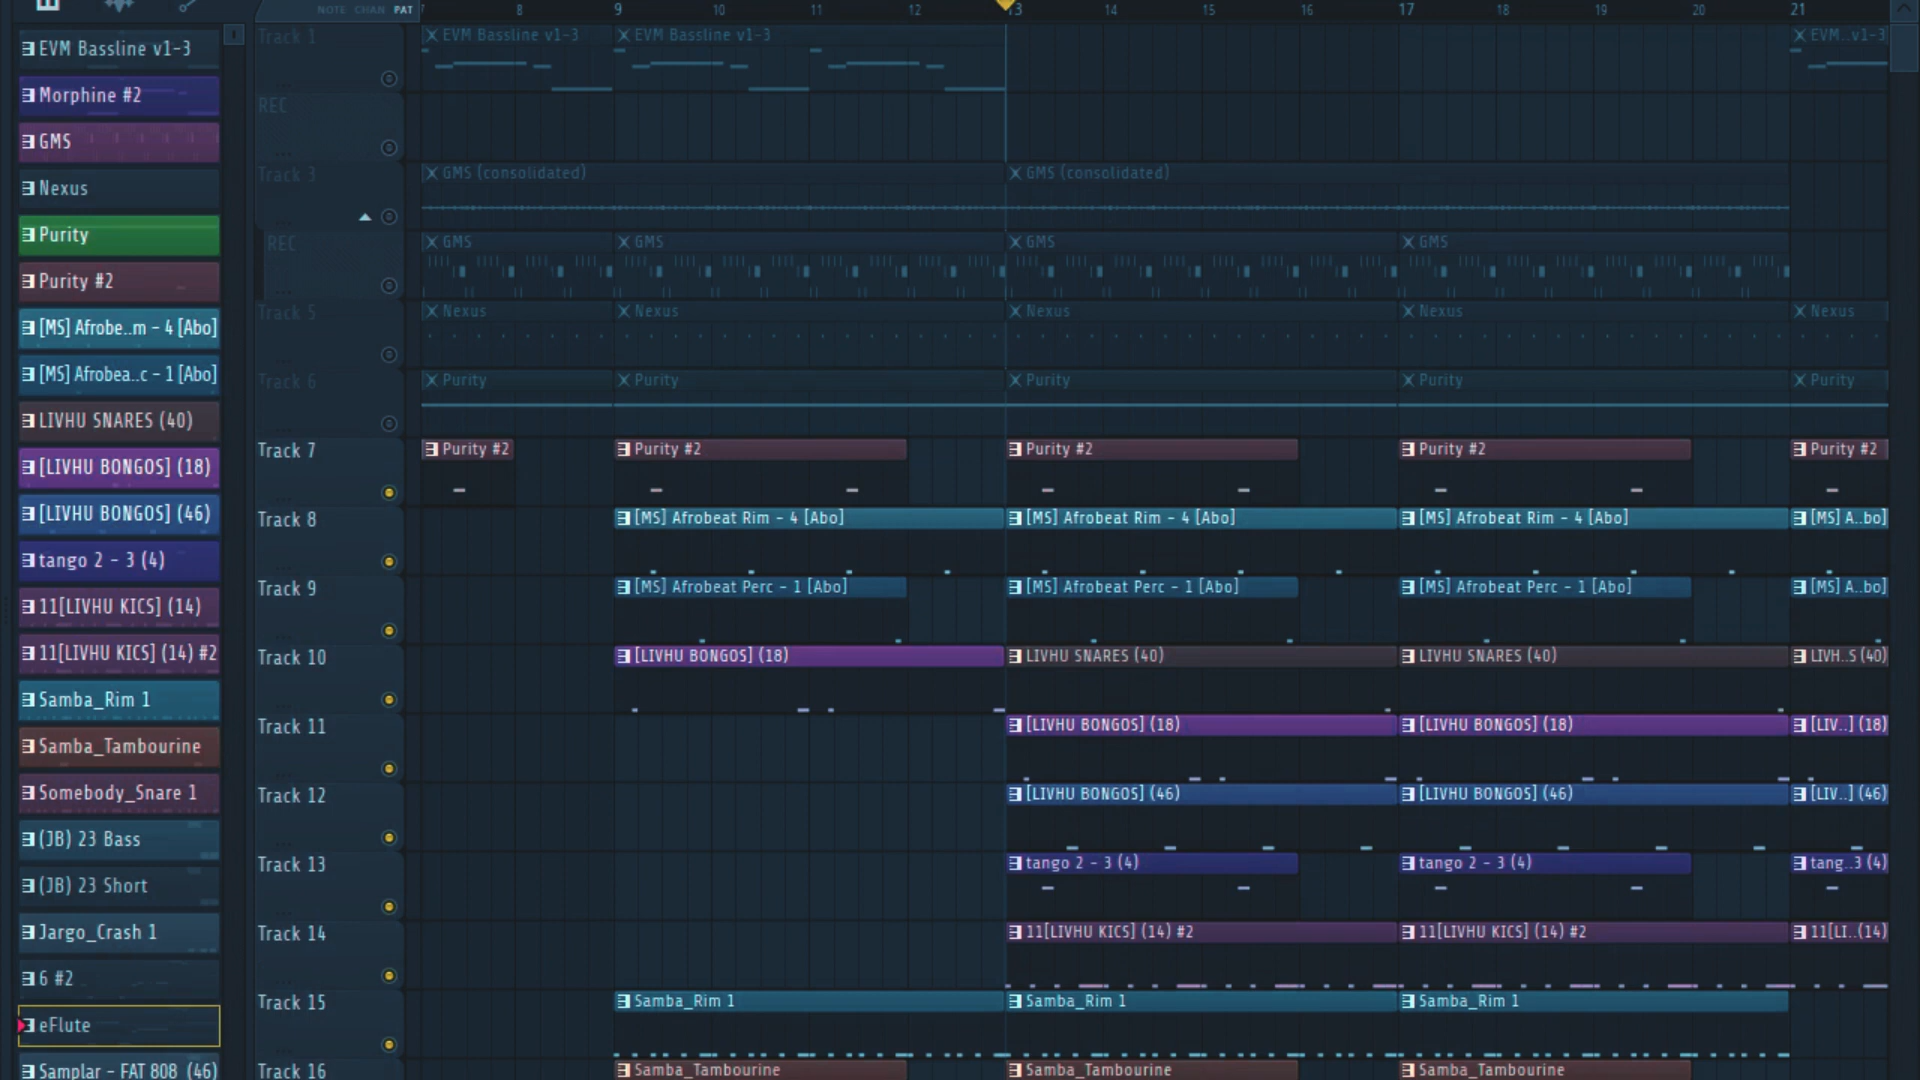 NOTE CHAN PAT
7 8 9 10 11 12 13 14 15 16 17 18 19 20 21
EVM Bassline v1-3
Morphine #2
GMS
Nexus
Purity
Purity #2
[MS] Afrobe..m - 4 [Abo]
[MS] Afrobea..c - 1 [Abo]
LIVHU SNARES (40)
[LIVHU BONGOS] (18)
[LIVHU BONGOS] (46)
tango 2 - 3 (4)
11[LIVHU KICS] (14)
11[LIVHU KICS] (14) #2
Samba_Rim 1
Samba_Tambourine
Somebody_Snare 1
(JB) 23 Bass
(JB) 23 Short
Jargo_Crash 1
6 #2
eFlute
Samplar - FAT 808 (46)
Track 1 EVM Bassline v1-3 EVM Bassline v1-3 EVM..v1-3
REC
Track 3 GMS (consolidated) GMS (consolidated)
REC GMS GMS GMS GMS
Track 5 Nexus Nexus Nexus Nexus Nexus
Track 6 Purity Purity Purity Purity Purity
Track 7 Purity #2 Purity #2 Purity #2 Purity #2 Purity #2
Track 8 [MS] Afrobeat Rim - 4 [Abo] [MS] Afrobeat Rim - 4 [Abo] [MS] Afrobeat Rim - 4 [Abo] [MS] A..bo]
Track 9 [MS] Afrobeat Perc - 1 [Abo] [MS] Afrobeat Perc - 1 [Abo] [MS] Afrobeat Perc - 1 [Abo] [MS] A..bo]
Track 10 [LIVHU BONGOS] (18) LIVHU SNARES (40) LIVHU SNARES (40) LIVH..S (40)
Track 11 [LIVHU BONGOS] (18) [LIVHU BONGOS] (18) [LIV..] (18)
Track 12 [LIVHU BONGOS] (46) [LIVHU BONGOS] (46) [LIV..] (46)
Track 13 tango 2 - 3 (4) tango 2 - 3 (4) tang..3 (4)
Track 14 11[LIVHU KICS] (14) #2 11[LIVHU KICS] (14) #2 11[LI..(14)
Track 15 Samba_Rim 1 Samba_Rim 1 Samba_Rim 1
Track 16 Samba_Tambourine Samba_Tambourine Samba_Tambourine